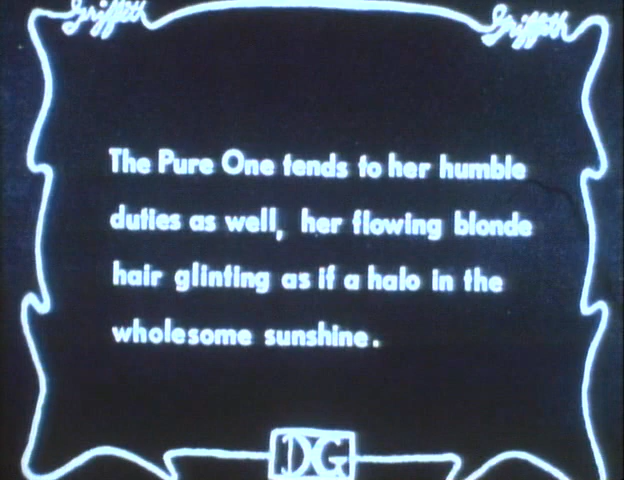 Griffith Griffith
The Pure One tends to her humble
duties as well, her flowing blonde
hair glinting as if a halo in the
wholesome sunshine.
DG